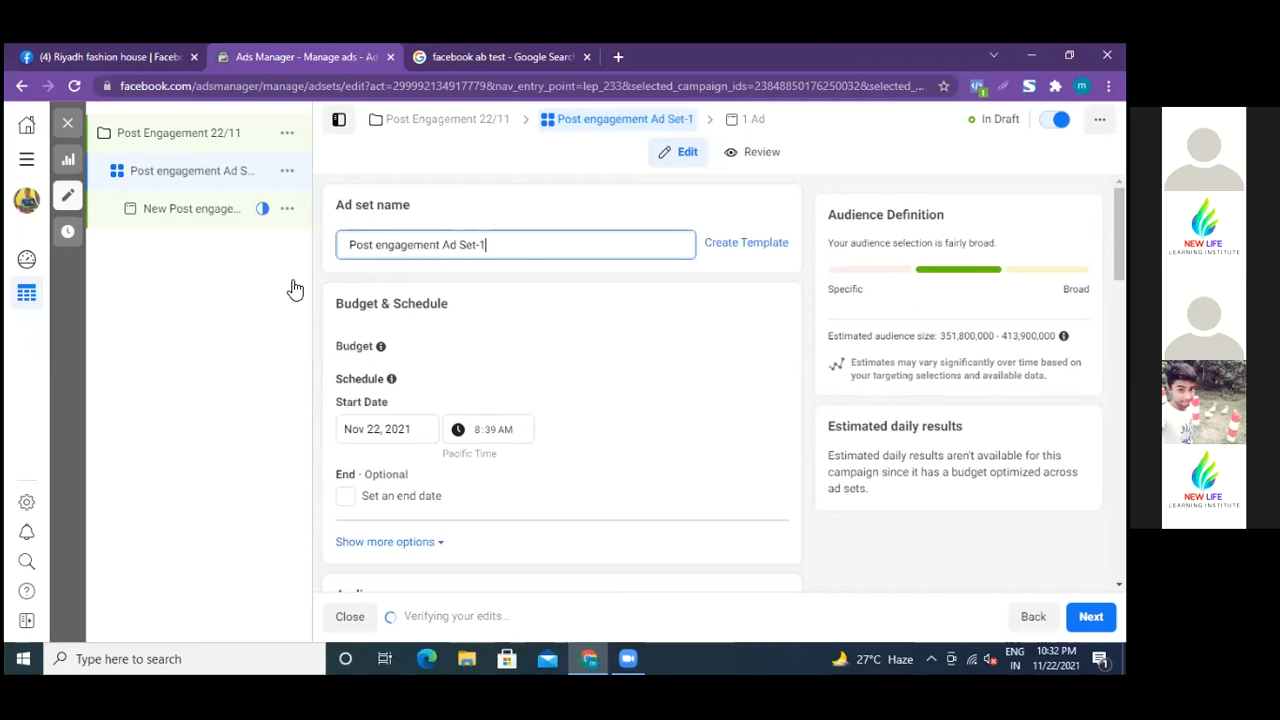 (4) Riyadh fashion house | Faceb
Ads Manager - Manage ads - Ad
facebook ab test - Google Searc
facebook.com/adsmanager/manage/adsets/edit?act=299992134917779&nav_entry_point=lep_233&selected_campaign_ids=23848850176250032&selected_...
Post Engagement 22/11
Post engagement Ad S...
New Post engage...
Post Engagement 22/11
Post engagement Ad Set-1
1 Ad
In Draft
Edit
Review
Ad set name
Post engagement Ad Set-1
Create Template
Budget & Schedule
Budget
Schedule
Start Date
Nov 22, 2021
8:39 AM
Pacific Time
End - Optional
Set an end date
Show more options
Close
Verifying your edits...
Back
Next
Audience Definition
Your audience selection is fairly broad.
Specific
Broad
Estimated audience size: 351,800,000 - 413,900,000
Estimates may vary significantly over time based on
your targeting selections and available data.
Estimated daily results
Estimated daily results aren't available for this
campaign since it has a budget optimized across
ad sets.
NEW LIFE
LEARNING INSTITUTE
NEW LIFE
LEARNING INSTITUTE
Type here to search
27°C Haze
ENG
IN
10:32 PM
11/22/2021